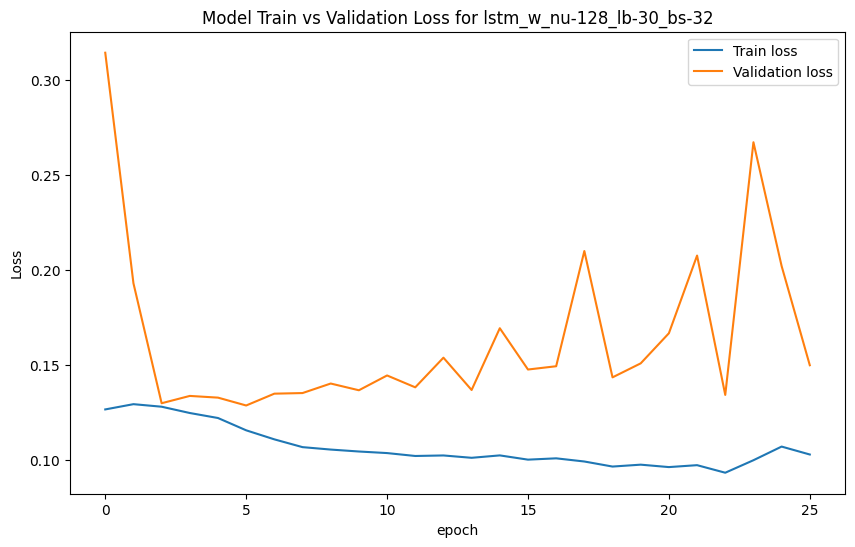 Model Train vs Validation Loss for lstm_w_nu-128_lb-30_bs-32
Train loss
Validation loss
0.30
0.25
0.20
0.15
0.10
Loss
0
5
10
15
20
25
epoch